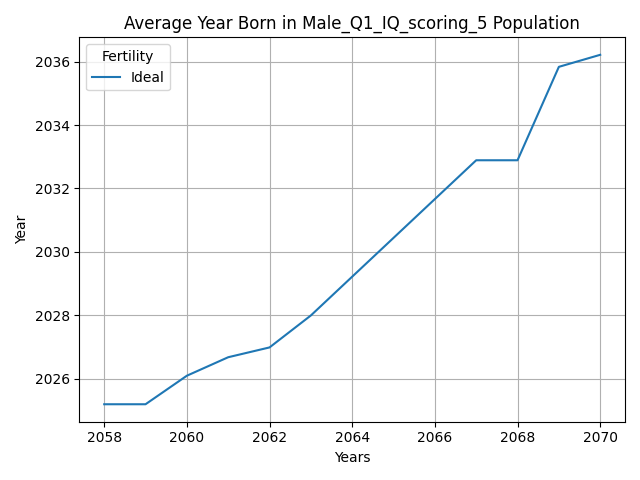 Average Year Born in Male_Q1_IQ_scoring_5 Population
Fertility
Ideal
2036
2034
2032
2030
2028
2026
Year
2058 2060 2062 2064 2066 2068 2070
Years